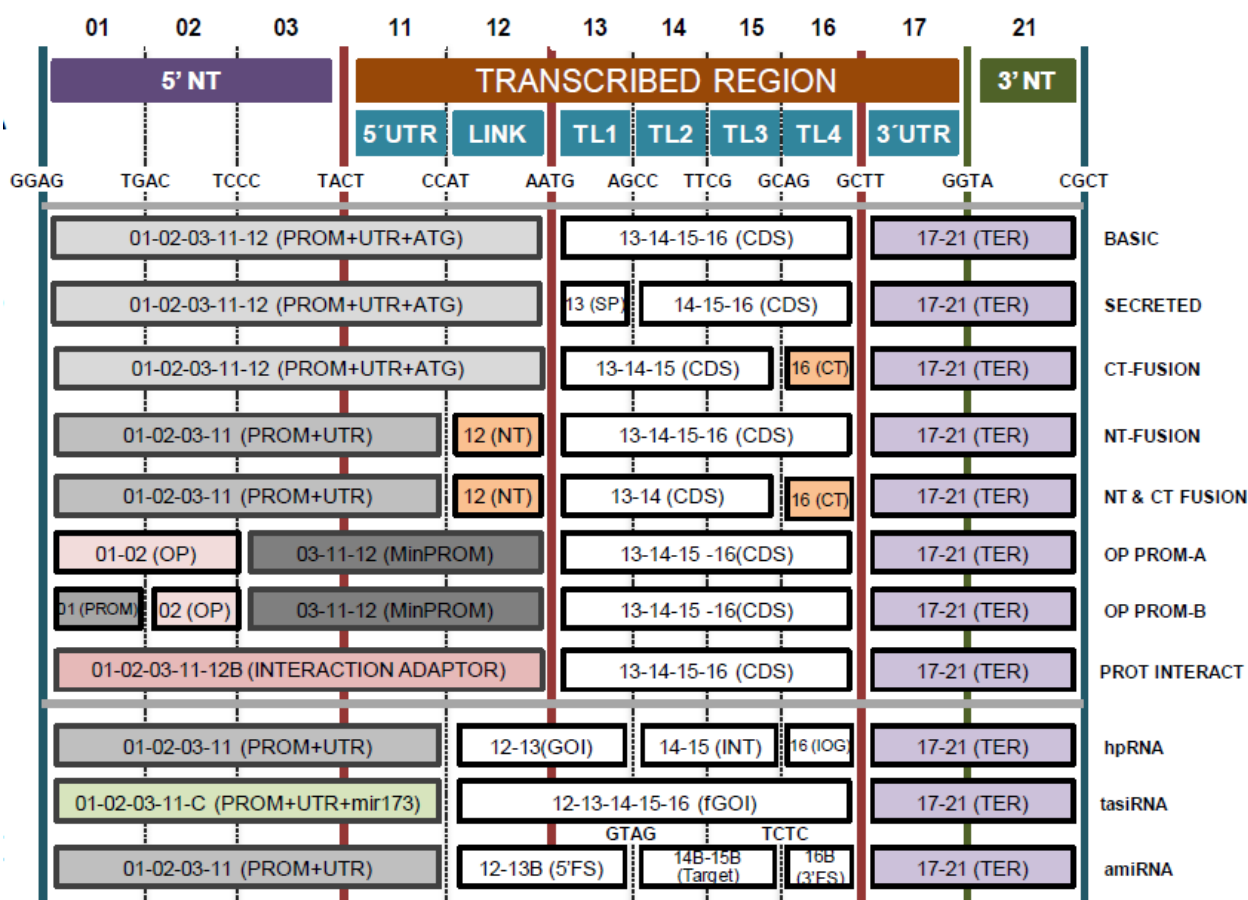 01 02 03 11 12 13 14 15 16 17 21
5' NT TRANSCRIBED REGION 3' NT
5´UTR LINK TL1 TL2 TL3 TL4 3´UTR
GGAG TGAC TCCC TACT CCAT AATG AGCC TTCG GCAG GCTT GGTA CGCT
01-02-03-11-12 (PROM+UTR+ATG) 13-14-15-16 (CDS) 17-21 (TER) BASIC
01-02-03-11-12 (PROM+UTR+ATG) 13 (SP) 14-15-16 (CDS) 17-21 (TER) SECRETED
01-02-03-11-12 (PROM+UTR+ATG) 13-14-15 (CDS) 16 (CT) 17-21 (TER) CT-FUSION
01-02-03-11 (PROM+UTR) 12 (NT) 13-14-15-16 (CDS) 17-21 (TER) NT-FUSION
01-02-03-11 (PROM+UTR) 12 (NT) 13-14 (CDS) 16 (CT) 17-21 (TER) NT & CT FUSION
01-02 (OP) 03-11-12 (MinPROM) 13-14-15 -16(CDS) 17-21 (TER) OP PROM-A
01 (PROM) 02 (OP) 03-11-12 (MinPROM) 13-14-15 -16(CDS) 17-21 (TER) OP PROM-B
01-02-03-11-12B (INTERACTION ADAPTOR) 13-14-15-16 (CDS) 17-21 (TER) PROT INTERACT
01-02-03-11 (PROM+UTR) 12-13(GOI) 14-15 (INT) 16 (IOG) 17-21 (TER) hpRNA
01-02-03-11-C (PROM+UTR+mir173) 12-13-14-15-16 (fGOI) 17-21 (TER) tasiRNA
GTAG TCTC
01-02-03-11 (PROM+UTR) 12-13B (5'FS) 14B-15B (Target) 16B (3'FS) 17-21 (TER) amiRNA